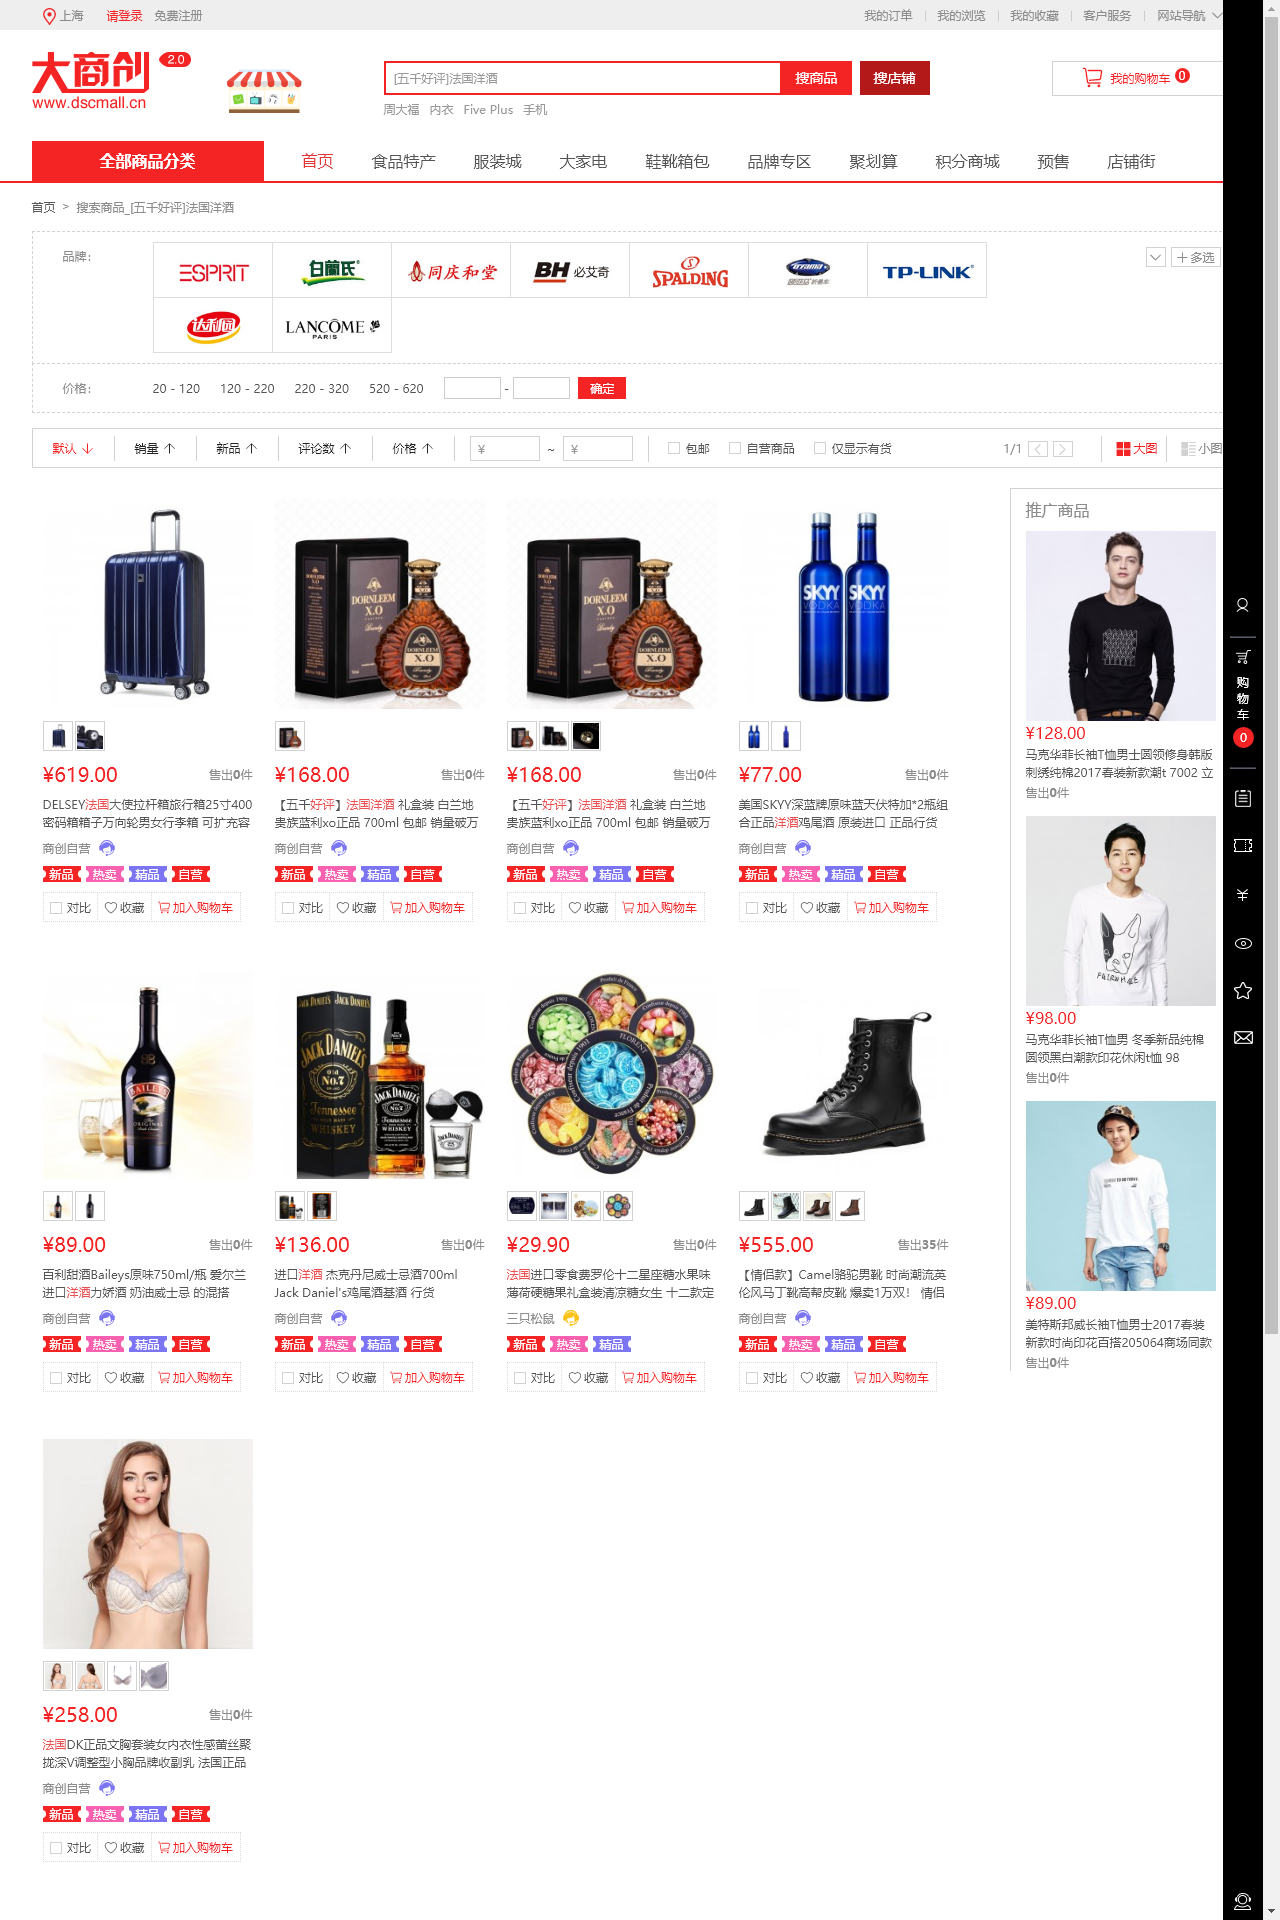 上海 请登录 免费注册
我的订单 我的浏览 我的收藏 客户服务 网站导航
大商创 2.0
www.dscmall.cn
[五千好评]法国洋酒 搜商品 搜店铺
我的购物车 0
周大福 内衣 Five Plus 手机
全部商品分类 首页 食品特产 服装城 大家电 鞋靴箱包 品牌专区 聚划算 积分商城 预售 店铺街
首页 > 搜索商品_[五千好评]法国洋酒
品牌:
ESPRIT 白蘭氏 同庆和堂 BH 必艾奇 SPALDING TP-LINK
多选
达利园 LANCÔME PARIS
价格: 20 - 120 120 - 220 220 - 320 520 - 620 - 确定
默认 销量 新品 评论数 价格 ¥ ~ ¥ 包邮 自营商品 仅显示有货 1/1 大图 小图
推广商品
¥128.00
马克华菲长袖T恤男士圆领修身韩版
刺绣纯棉2017春装新款潮t 7002 立
售出0件
¥98.00
马克华菲长袖T恤男 冬季新品纯棉
圆领黑白潮款印花休闲t恤 98
售出0件
¥89.00
美特斯邦威长袖T恤男士2017春装
新款时尚印花百搭205064商场同款
售出0件
购物车
0
DORNLEEM
X.O
DORNLEEM
X.O
SKYY
VODKA
¥619.00 售出0件
DELSEY法国大使拉杆箱旅行箱25寸400
密码箱箱子万向轮男女行李箱 可扩充容
商创自营
新品 热卖 精品 自营
对比 收藏 加入购物车
¥168.00 售出0件
【五千好评】法国洋酒 礼盒装 白兰地
贵族蓝利xo正品 700ml 包邮 销量破万
商创自营
新品 热卖 精品 自营
对比 收藏 加入购物车
¥168.00 售出0件
【五千好评】法国洋酒 礼盒装 白兰地
贵族蓝利xo正品 700ml 包邮 销量破万
商创自营
新品 热卖 精品 自营
对比 收藏 加入购物车
¥77.00 售出0件
美国SKYY深蓝牌原味蓝天伏特加*2瓶组
合正品洋酒鸡尾酒 原装进口 正品行货
商创自营
新品 热卖 精品 自营
对比 收藏 加入购物车
BAILEYS
ORIGINAL
JACK DANIEL'S
OLD
No.7
Tennessee
WHISKEY
FLORENT
Confiseur depuis 1901
Produit de France
¥89.00 售出0件
百利甜酒Baileys原味750ml/瓶 爱尔兰
进口洋酒力娇酒 奶油威士忌 的混搭
商创自营
新品 热卖 精品 自营
对比 收藏 加入购物车
¥136.00 售出0件
进口洋酒 杰克丹尼威士忌酒700ml
Jack Daniel's鸡尾酒基酒 行货
商创自营
新品 热卖 精品 自营
对比 收藏 加入购物车
¥29.90 售出0件
法国进口零食费罗伦十二星座糖水果味
薄荷硬糖果礼盒装清凉糖女生 十二款定
三只松鼠
新品 热卖 精品
对比 收藏 加入购物车
¥555.00 售出35件
【情侣款】Camel骆驼男靴 时尚潮流英
伦风马丁靴高帮皮靴 爆卖1万双！ 情侣
商创自营
新品 热卖 精品 自营
对比 收藏 加入购物车
¥258.00 售出0件
法国DK正品文胸套装女内衣性感蕾丝聚
拢深V调整型小胸品牌收副乳 法国正品
商创自营
新品 热卖 精品 自营
对比 收藏 加入购物车